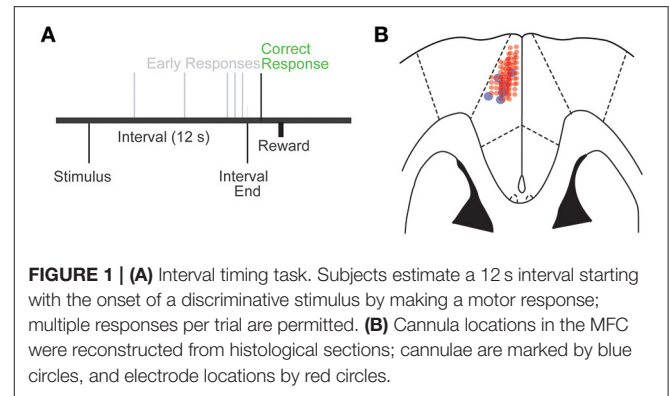 A
B
Correct
Early Responses Response
Interval (12 s)
Reward
Stimulus
Interval
End
FIGURE 1 | (A) Interval timing task. Subjects estimate a 12 s interval starting
with the onset of a discriminative stimulus by making a motor response;
multiple responses per trial are permitted. (B) Cannula locations in the MFC
were reconstructed from histological sections; cannulae are marked by blue
circles, and electrode locations by red circles.